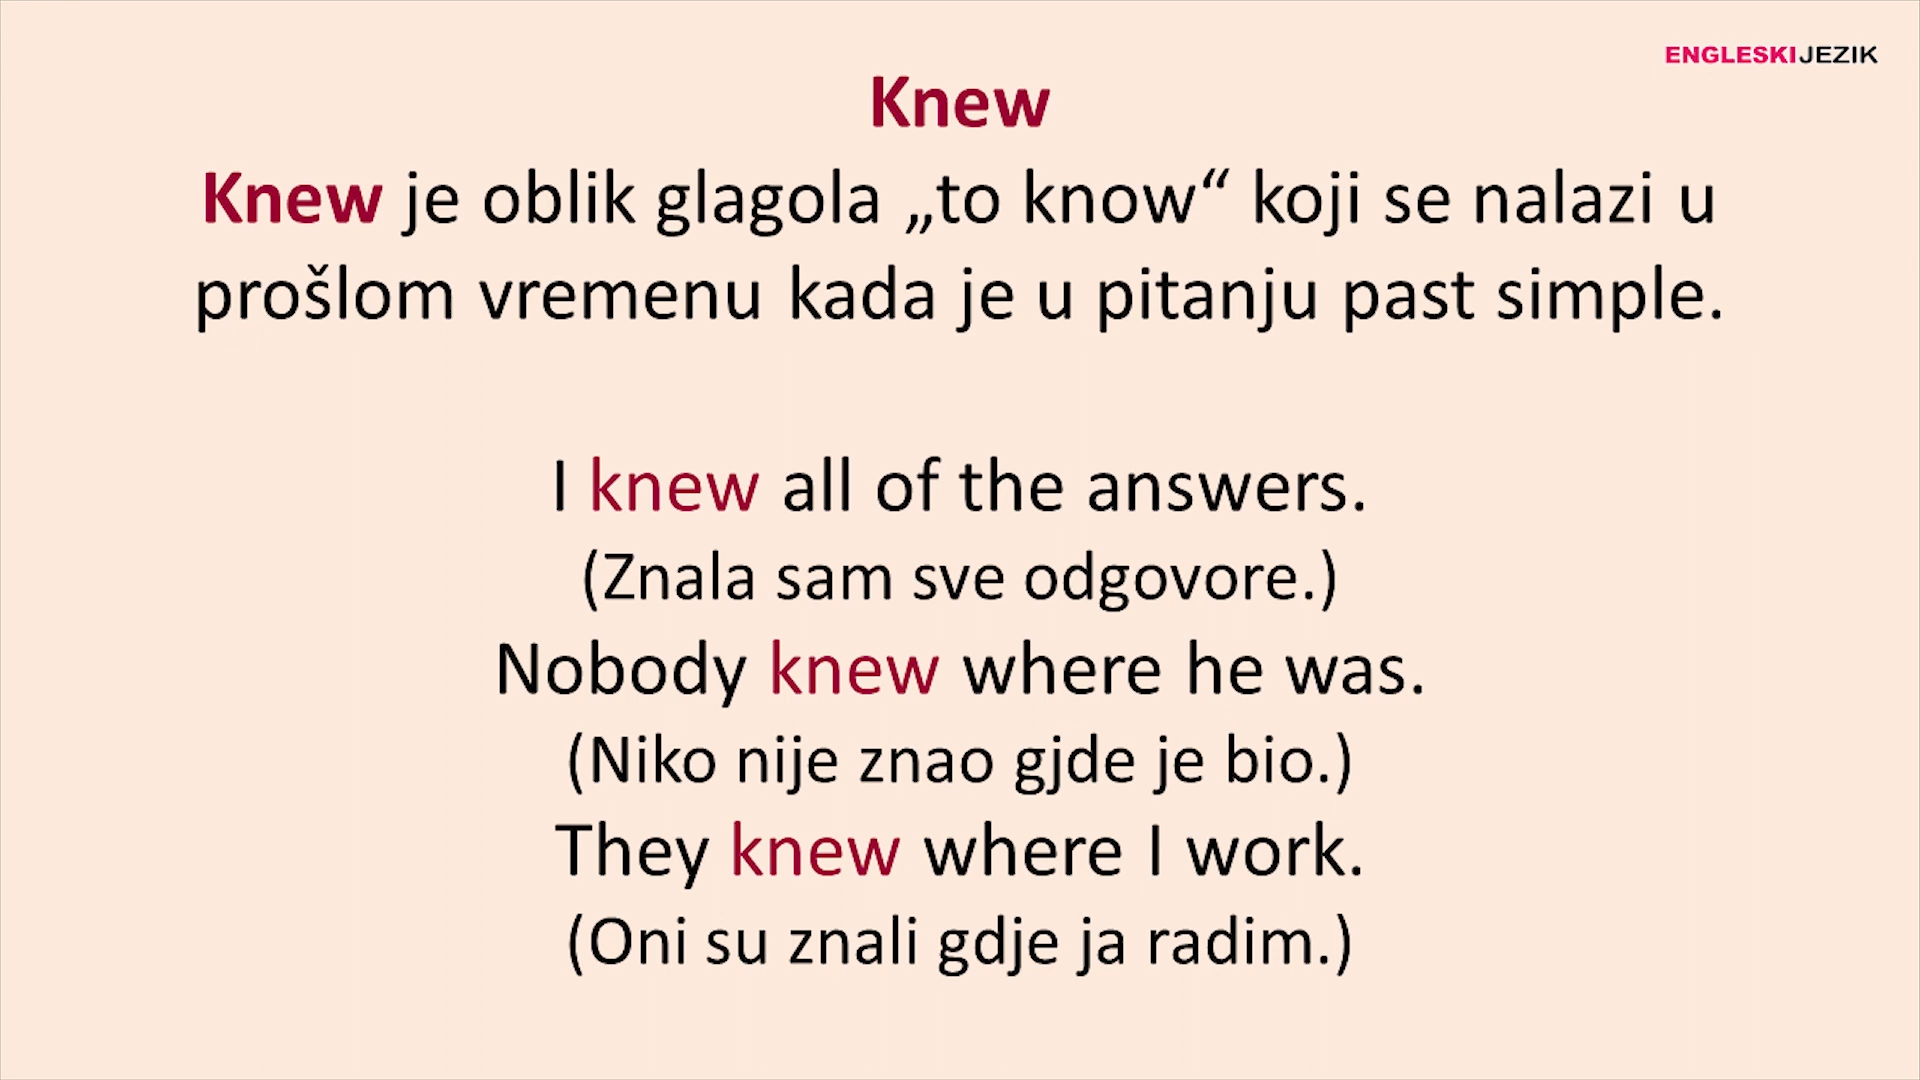 ENGLESKIJEZIK
Knew
Knew je oblik glagola „to know“ koji se nalazi u
prošlom vremenu kada je u pitanju past simple.
I knew all of the answers.
(Znala sam sve odgovore.)
Nobody knew where he was.
(Niko nije znao gjde je bio.)
They knew where I work.
(Oni su znali gdje ja radim.)